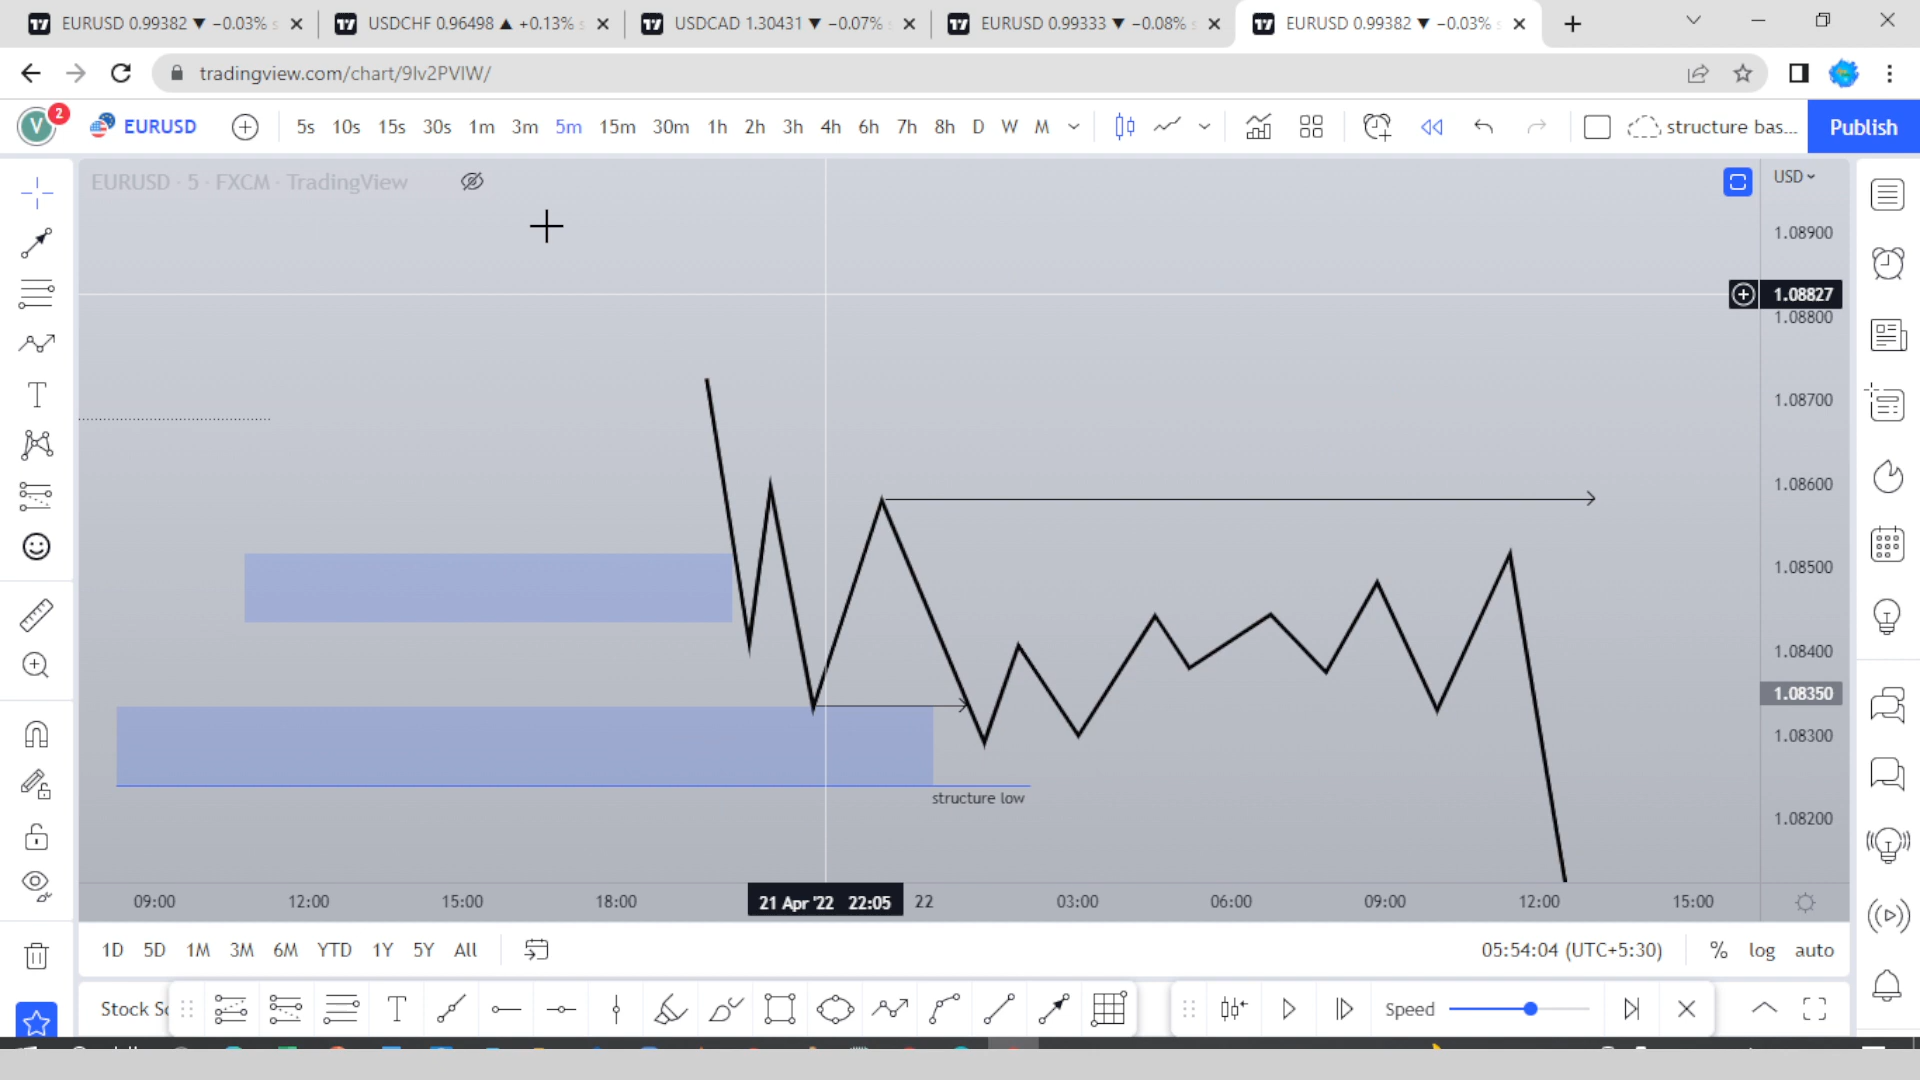 EURUSD 0.99382 ▼ −0.03% USDCHF 0.96498 ▲ +0.13% USDCAD 1.30431 ▼ −0.07% EURUSD 0.99333 ▼ −0.08% EURUSD 0.99382 ▼ −0.03%
tradingview.com/chart/9Iv2PVIW/
V 2 EURUSD 5s 10s 15s 30s 1m 3m 5m 15m 30m 1h 2h 3h 4h 6h 7h 8h D W M structure bas... Publish
EURUSD · 5 · FXCM · TradingView USD
1.08900
1.08827
1.08800
1.08700
1.08600
1.08500
1.08400
1.08350
1.08300
structure low
1.08200
09:00 12:00 15:00 18:00 21 Apr '22 22:05 22 03:00 06:00 09:00 12:00 15:00
1D 5D 1M 3M 6M YTD 1Y 5Y All 05:54:04 (UTC+5:30) % log auto
Stock Speed